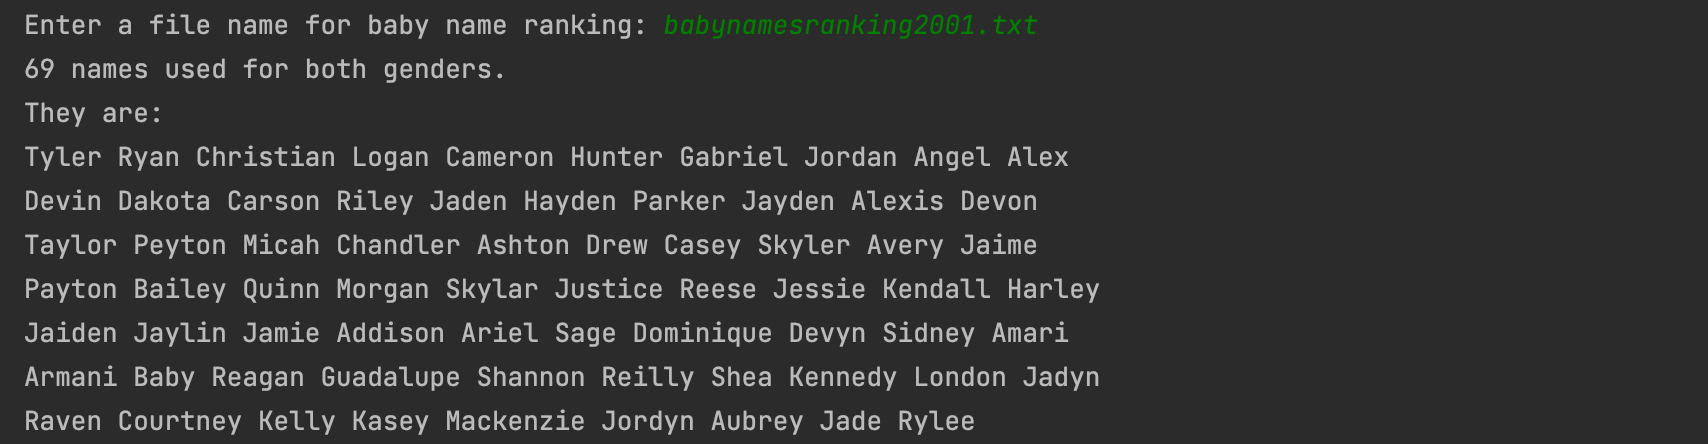 Enter a file name for baby name ranking: babynamesranking2001.txt
69 names used for both genders.
They are:
Tyler Ryan Christian Logan Cameron Hunter Gabriel Jordan Angel Alex
Devin Dakota Carson Riley Jaden Hayden Parker Jayden Alexis Devon
Taylor Peyton Micah Chandler Ashton Drew Casey Skyler Avery Jaime
Payton Bailey Quinn Morgan Skylar Justice Reese Jessie Kendall Harley
Jaiden Jaylin Jamie Addison Ariel Sage Dominique Devyn Sidney Amari
Armani Baby Reagan Guadalupe Shannon Reilly Shea Kennedy London Jadyn
Raven Courtney Kelly Kasey Mackenzie Jordyn Aubrey Jade Rylee